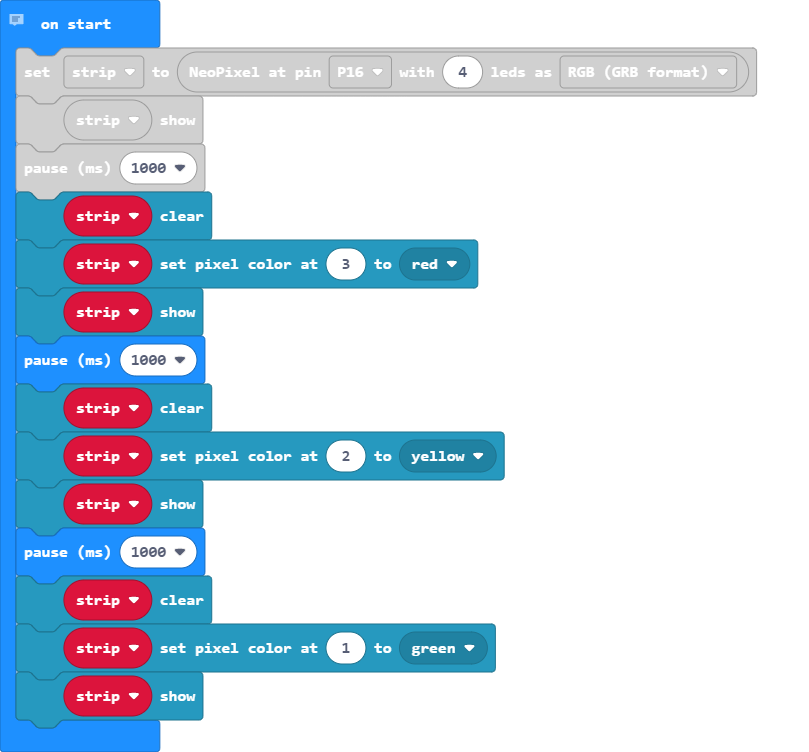 on start
set strip to NeoPixel at pin P16 with 4 leds as RGB (GRB format)
strip show
pause (ms) 1000
strip clear
strip set pixel color at 3 to red
strip show
pause (ms) 1000
strip clear
strip set pixel color at 2 to yellow
strip show
pause (ms) 1000
strip clear
strip set pixel color at 1 to green
strip show